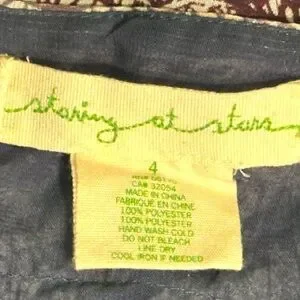 staring at stars
4
CA# 32054
MADE IN CHINA
FABRIQUE EN CHINE
100% POLYESTER
100% POLYESTER
HAND WASH COLD
DO NOT BLEACH
LINE DRY
COOL IRON IF NEEDED